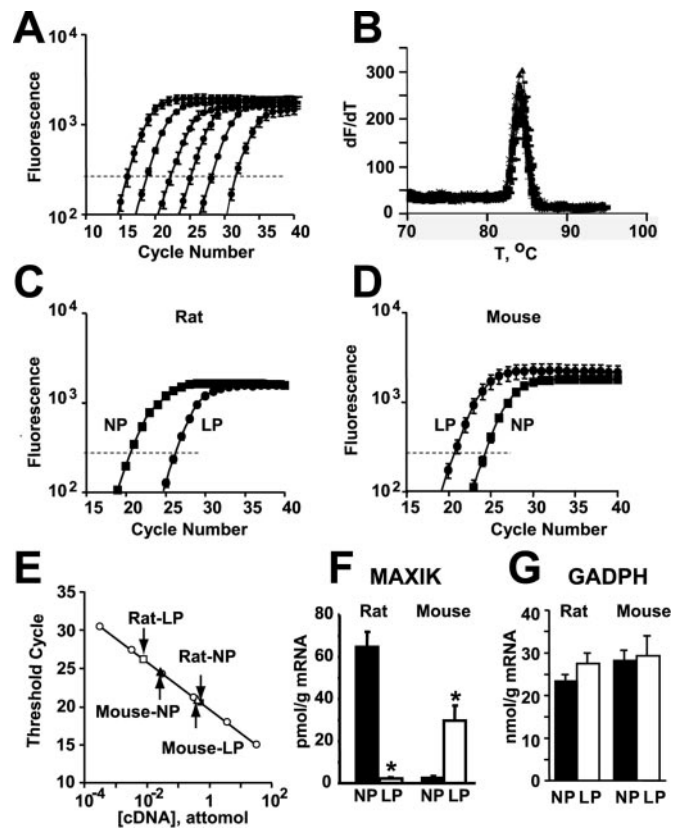 A
Fluorescence
10⁴
10³
10²
10 15 20 25 30 35 40
Cycle Number
B
dF/dT
300
200
100
0
70 80 90 100
T, °C
C
Rat
Fluorescence
10⁴
10³
10²
NP
LP
15 20 25 30 35 40
Cycle Number
D
Mouse
Fluorescence
10⁴
10³
10²
LP
NP
15 20 25 30 35 40
Cycle Number
E
Threshold Cycle
35
30
25
20
15
10
Rat-LP
Rat-NP
Mouse-NP
Mouse-LP
10⁻⁴ 10⁻² 1 10²
[cDNA], attomol
F
MAXIK
pmol/g mRNA
80
60
40
20
0
Rat Mouse
*
*
NP LP NP LP
G
GADPH
nmol/g mRNA
40
30
20
10
0
Rat Mouse
NP LP NP LP